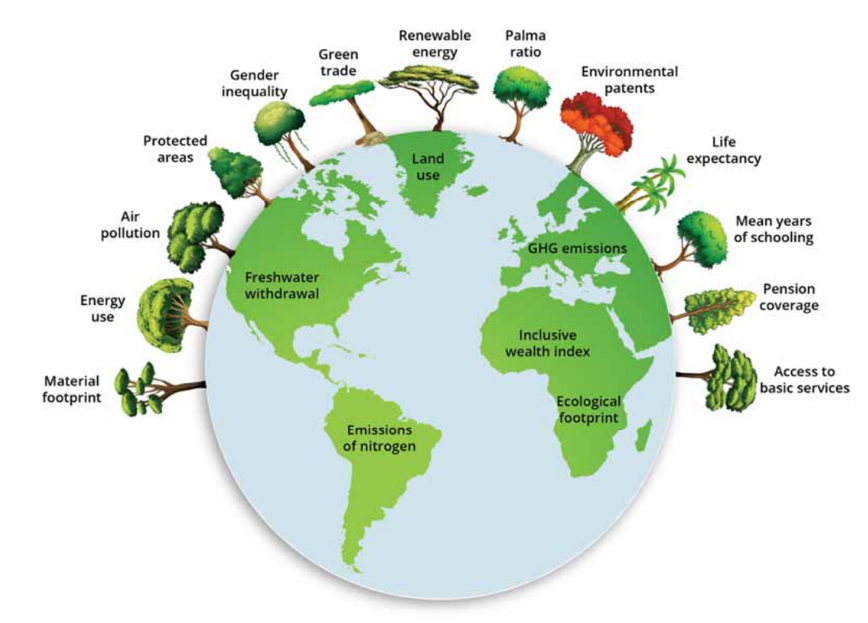 Renewable
energy
Palma
ratio
Green
trade
Environmental
patents
Gender
inequality
Life
expectancy
Protected
areas
Land
use
Air
pollution
Mean years
of schooling
GHG emissions
Freshwater
withdrawal
Energy
use
Pension
coverage
Inclusive
wealth index
Material
footprint
Access to
basic services
Ecological
footprint
Emissions
of nitrogen